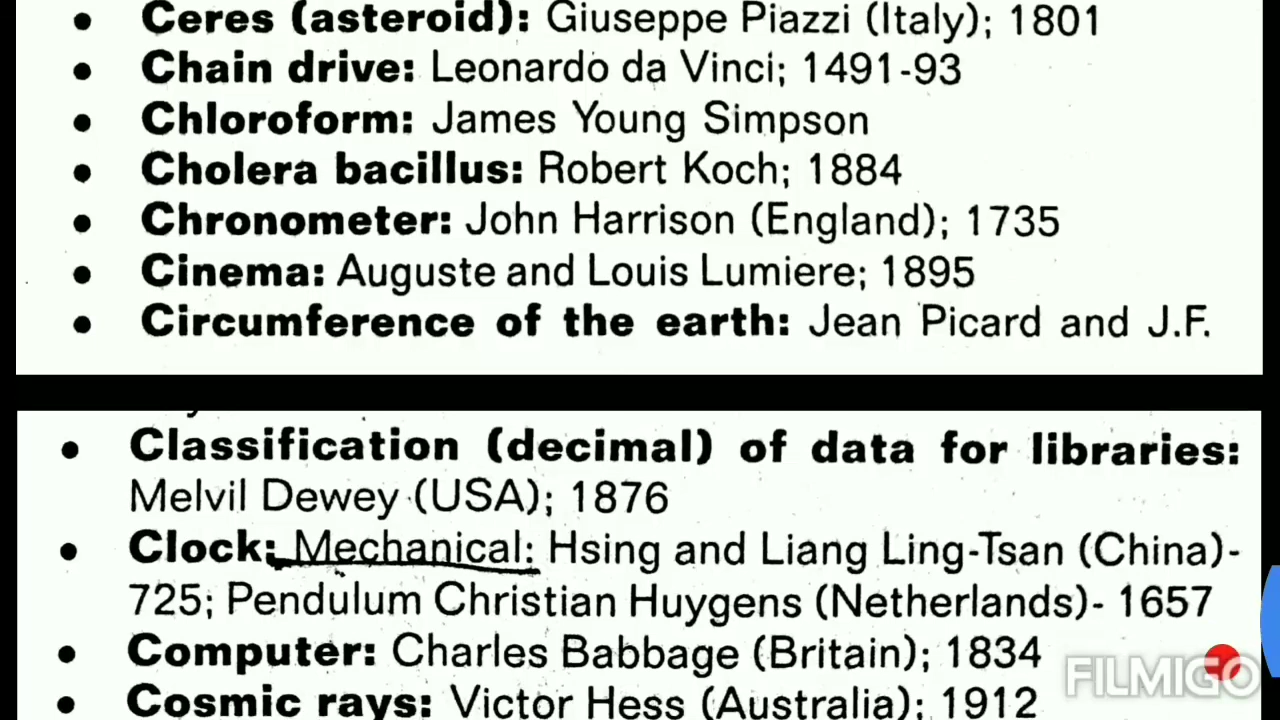 • Ceres (asteroid): Giuseppe Piazzi (Italy); 1801
• Chain drive: Leonardo da Vinci; 1491-93
• Chloroform: James Young Simpson
• Cholera bacillus: Robert Koch; 1884
• Chronometer: John Harrison (England); 1735
• Cinema: Auguste and Louis Lumiere; 1895
• Circumference of the earth: Jean Picard and J.F.
• Classification (decimal) of data for libraries:
Melvil Dewey (USA); 1876
• Clock: Mechanical: Hsing and Liang Ling-Tsan (China)-
725; Pendulum Christian Huygens (Netherlands)- 1657
• Computer: Charles Babbage (Britain); 1834
• Cosmic rays: Victor Hess (Australia); 1912
FILMIGO